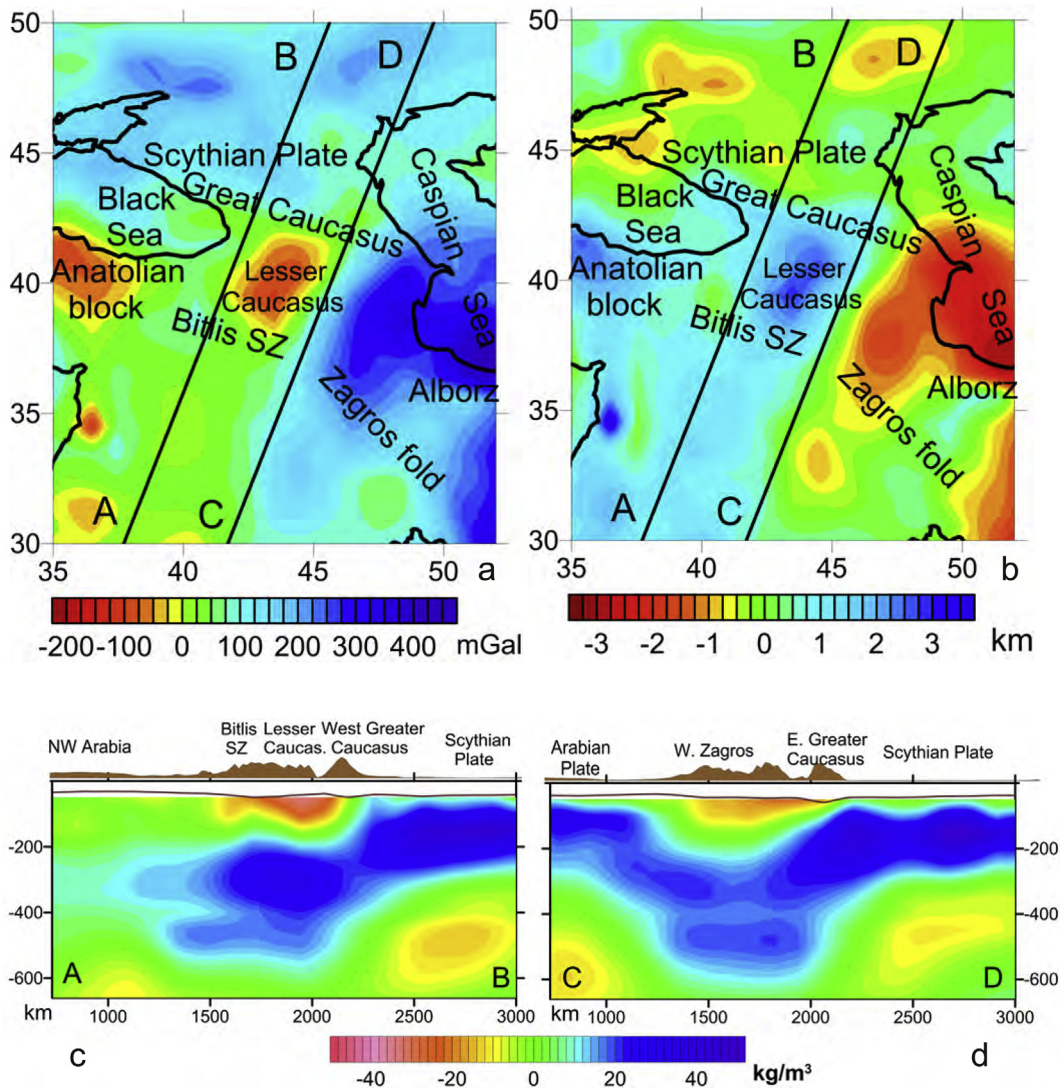 50
B
D
45
Scythian Plate
Great Caucasus
Caspian
Sea
Black
Sea
40
Anatolian
block
Lesser
Caucasus
Bitlis SZ
Alborz
35
Zagros fold
A
C
30
35
40
45
50
a
-200
-100
0
100
200
300
400
mGal
50
B
D
45
Scythian Plate
Great Caucasus
Caspian
Sea
Black
Sea
40
Anatolian
block
Lesser
Caucasus
Bitlis SZ
Alborz
35
Zagros fold
A
C
30
35
40
45
50
b
-3
-2
-1
0
1
2
3
km
NW Arabia
Bitlis
SZ
Lesser
Caucas.
West Greater
Caucasus
Scythian
Plate
-200
-400
-600
A
B
km
1000
1500
2000
2500
3000
c
Arabian
Plate
W. Zagros
E. Greater
Caucasus
Scythian Plate
-200
-400
-600
C
D
km
1000
1500
2000
2500
3000
d
-40
-20
0
20
40
kg/m³